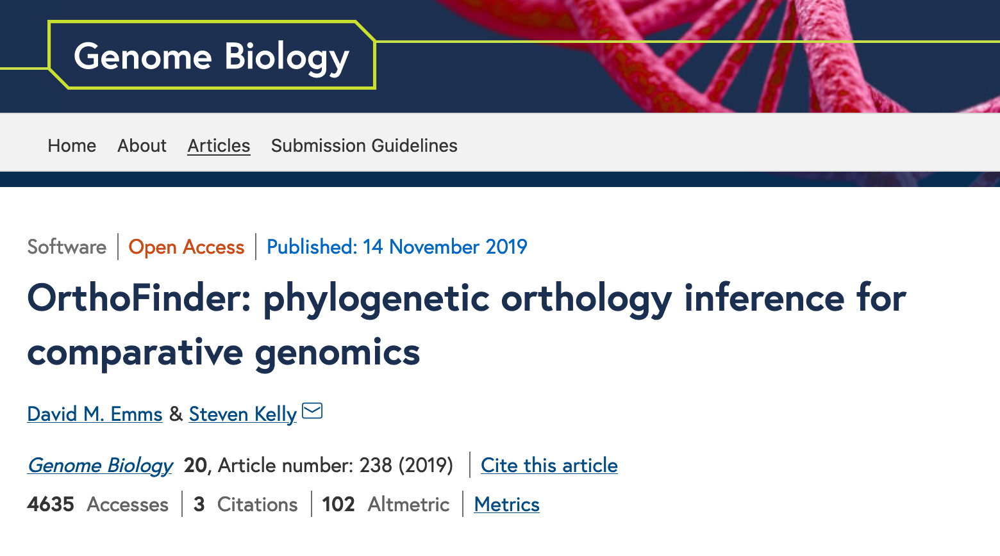 Genome Biology
Home About Articles Submission Guidelines
Software Open Access Published: 14 November 2019
OrthoFinder: phylogenetic orthology inference for
comparative genomics
David M. Emms & Steven Kelly
Genome Biology 20, Article number: 238 (2019) Cite this article
4635 Accesses 3 Citations 102 Altmetric Metrics